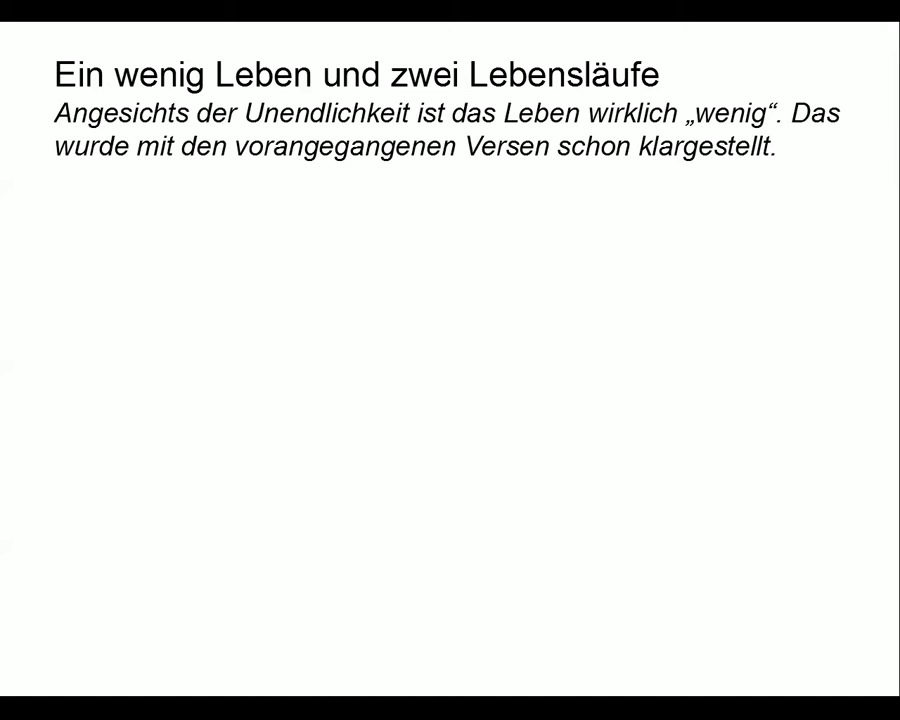 Ein wenig Leben und zwei Lebensläufe
Angesichts der Unendlichkeit ist das Leben wirklich „wenig“. Das
wurde mit den vorangegangenen Versen schon klargestellt.